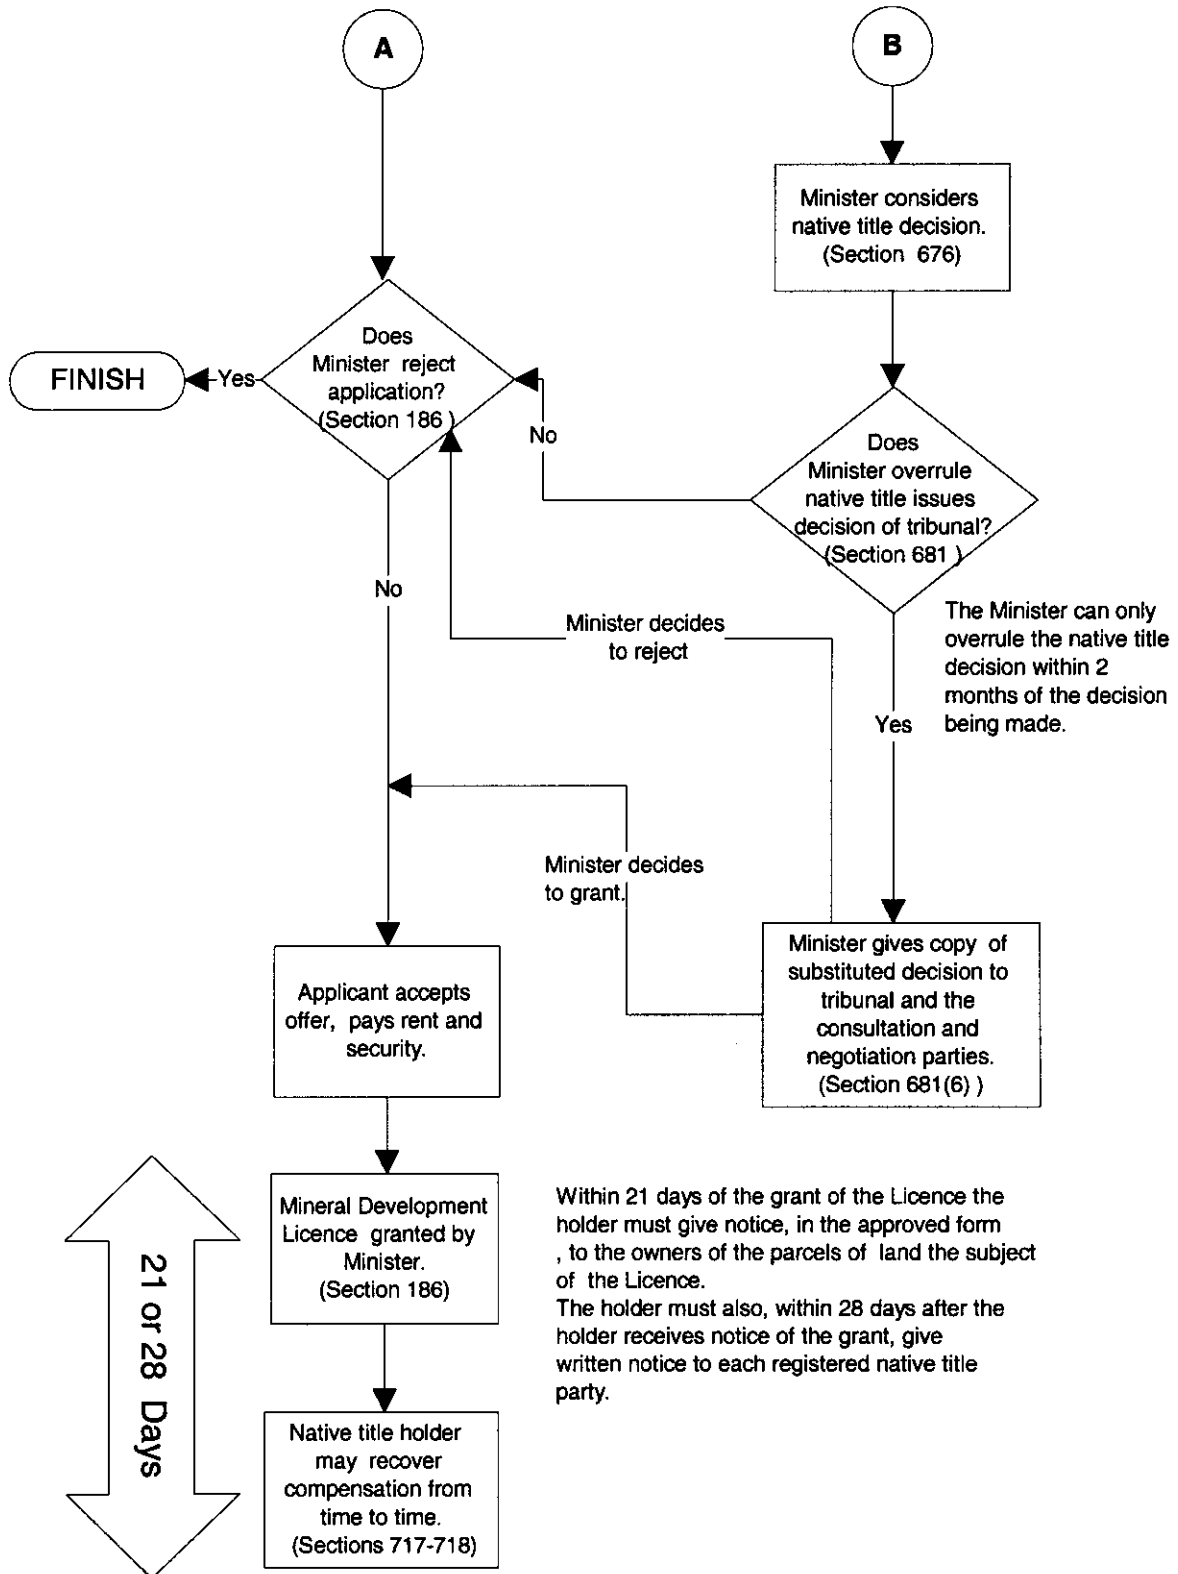 A
B
Minister considers
native title decision.
(Section 676)
Does
Minister reject
application?
(Section 186 )
Yes
FINISH
No
Does
Minister overrule
native title issues
decision of tribunal?
(Section 681 )
No
The Minister can only
overrule the native title
decision within 2
months of the decision
being made.
Yes
Minister decides
to reject
Minister decides
to grant.
Minister gives copy of
substituted decision to
tribunal and the
consultation and
negotiation parties.
(Section 681(6) )
Applicant accepts
offer, pays rent and
security.
Mineral Development
Licence granted by
Minister.
(Section 186)
Within 21 days of the grant of the Licence the
holder must give notice, in the approved form
, to the owners of the parcels of land the subject
of the Licence.
The holder must also, within 28 days after the
holder receives notice of the grant, give
written notice to each registered native title
party.
21 or 28 Days
Native title holder
may recover
compensation from
time to time.
(Sections 717-718)